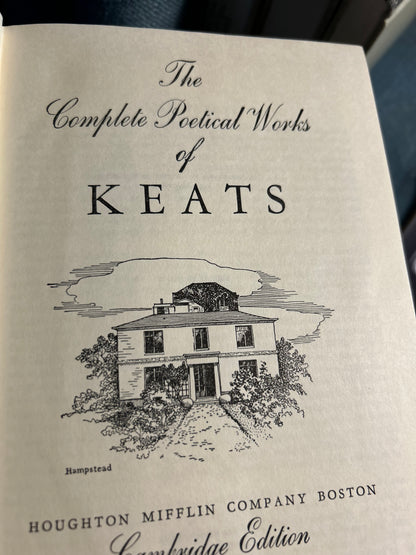 The
Complete Poetical Works
of
KEATS
Hampstead
HOUGHTON MIFFLIN COMPANY BOSTON
Cambridge Edition